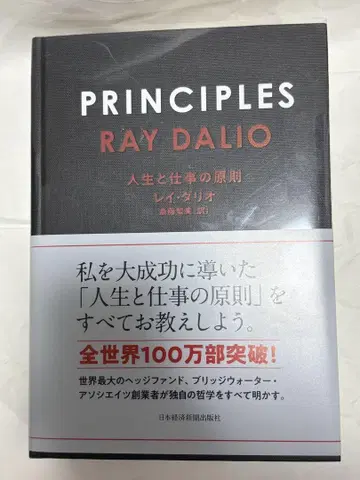 PRINCIPLES
RAY DALIO
人生と仕事の原則
レイ・ダリオ
斎藤聖美［訳］
私を大成功に導いた
「人生と仕事の原則」を
すべてお教えしよう。
全世界100万部突破!
世界最大のヘッジファンド、ブリッジウォーター・
アソシエイツ創業者が独自の哲学をすべて明かす。
日本経済新聞出版社